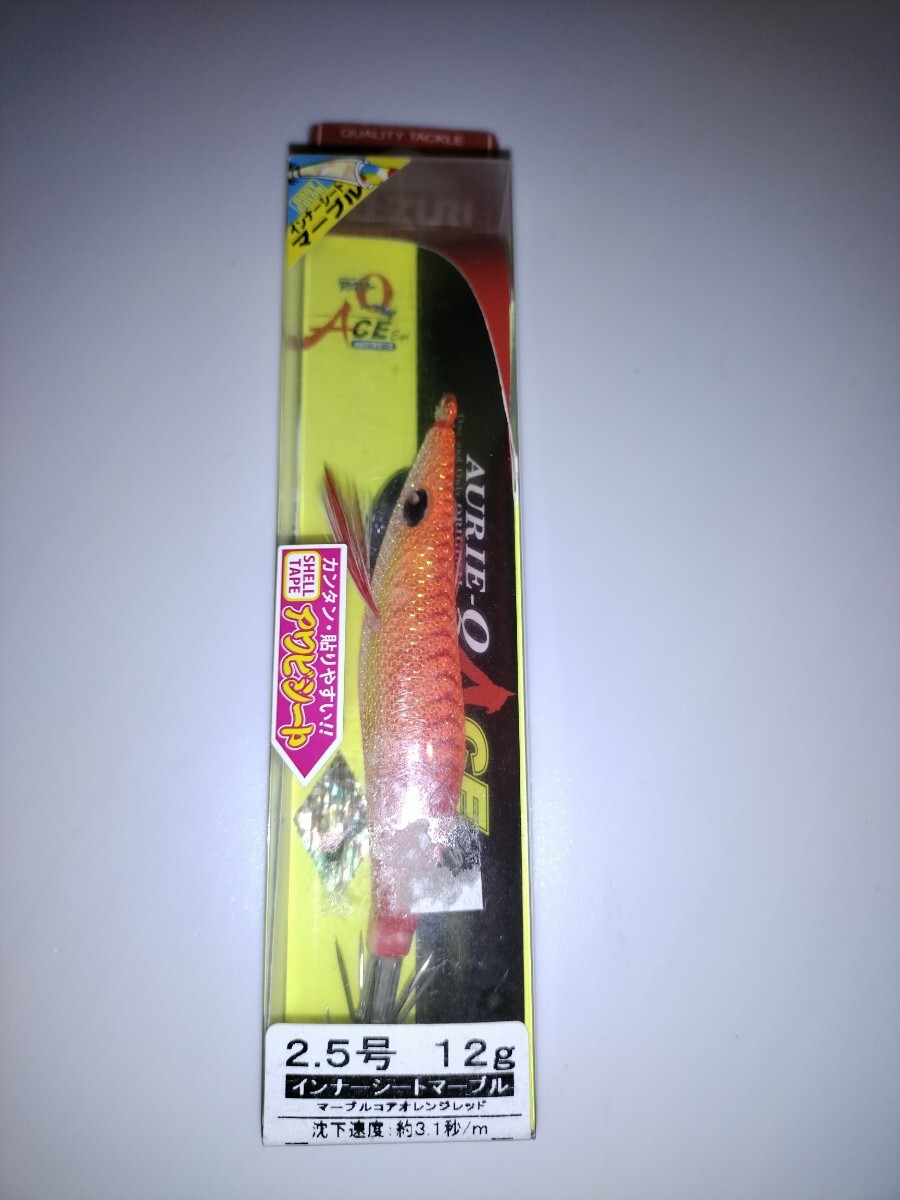 QUALITY TACKLE
インナーシート
マーブル
Q
ACE
AURIE-Q ACE
カンタン・貼りやすい!!
SHELL TAPE
アワビシート
2.5号 12g
インナーシートマーブル
マーブルコアオレンジレッド
沈下速度:約3.1秒/m